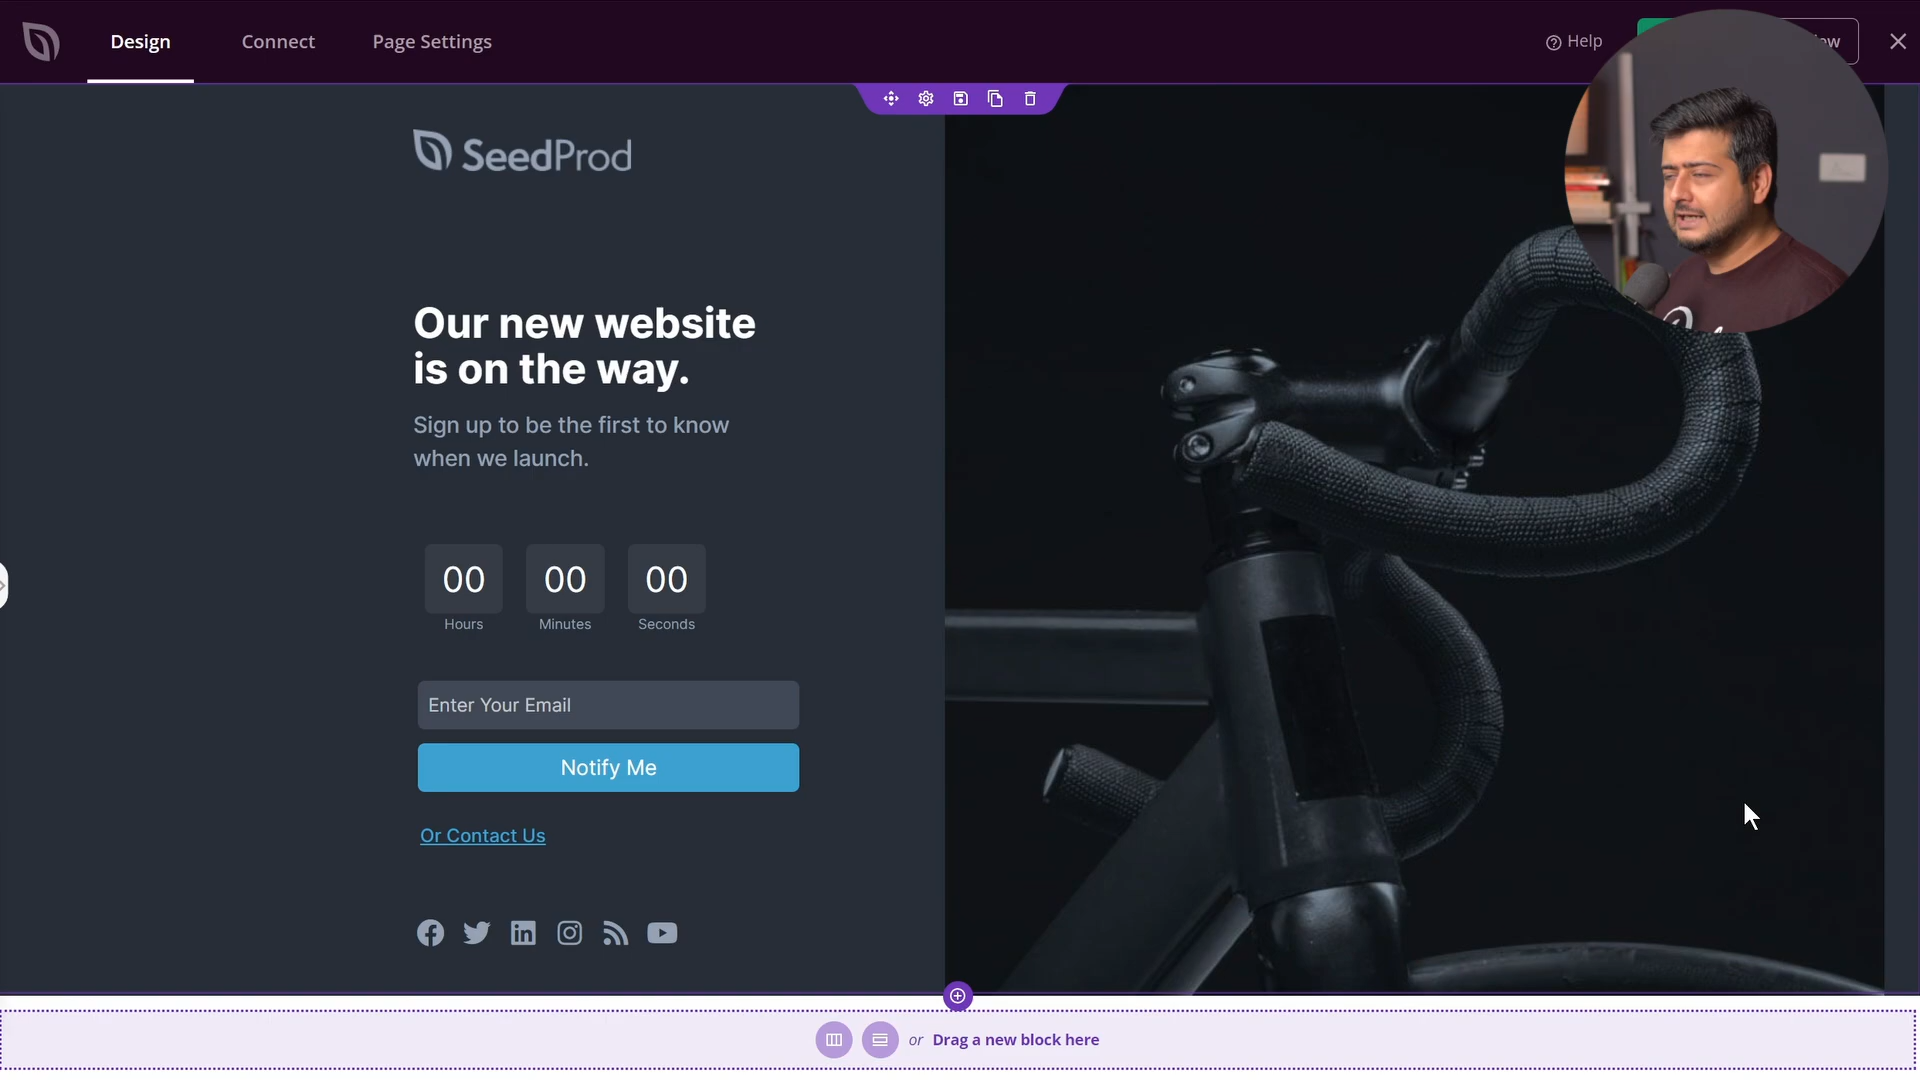 Design
Connect
Page Settings
Help
SeedProd
Our new website
is on the way.
Sign up to be the first to know
when we launch.
00 00 00
Hours Minutes Seconds
Enter Your Email
Notify Me
Or Contact Us
or Drag a new block here